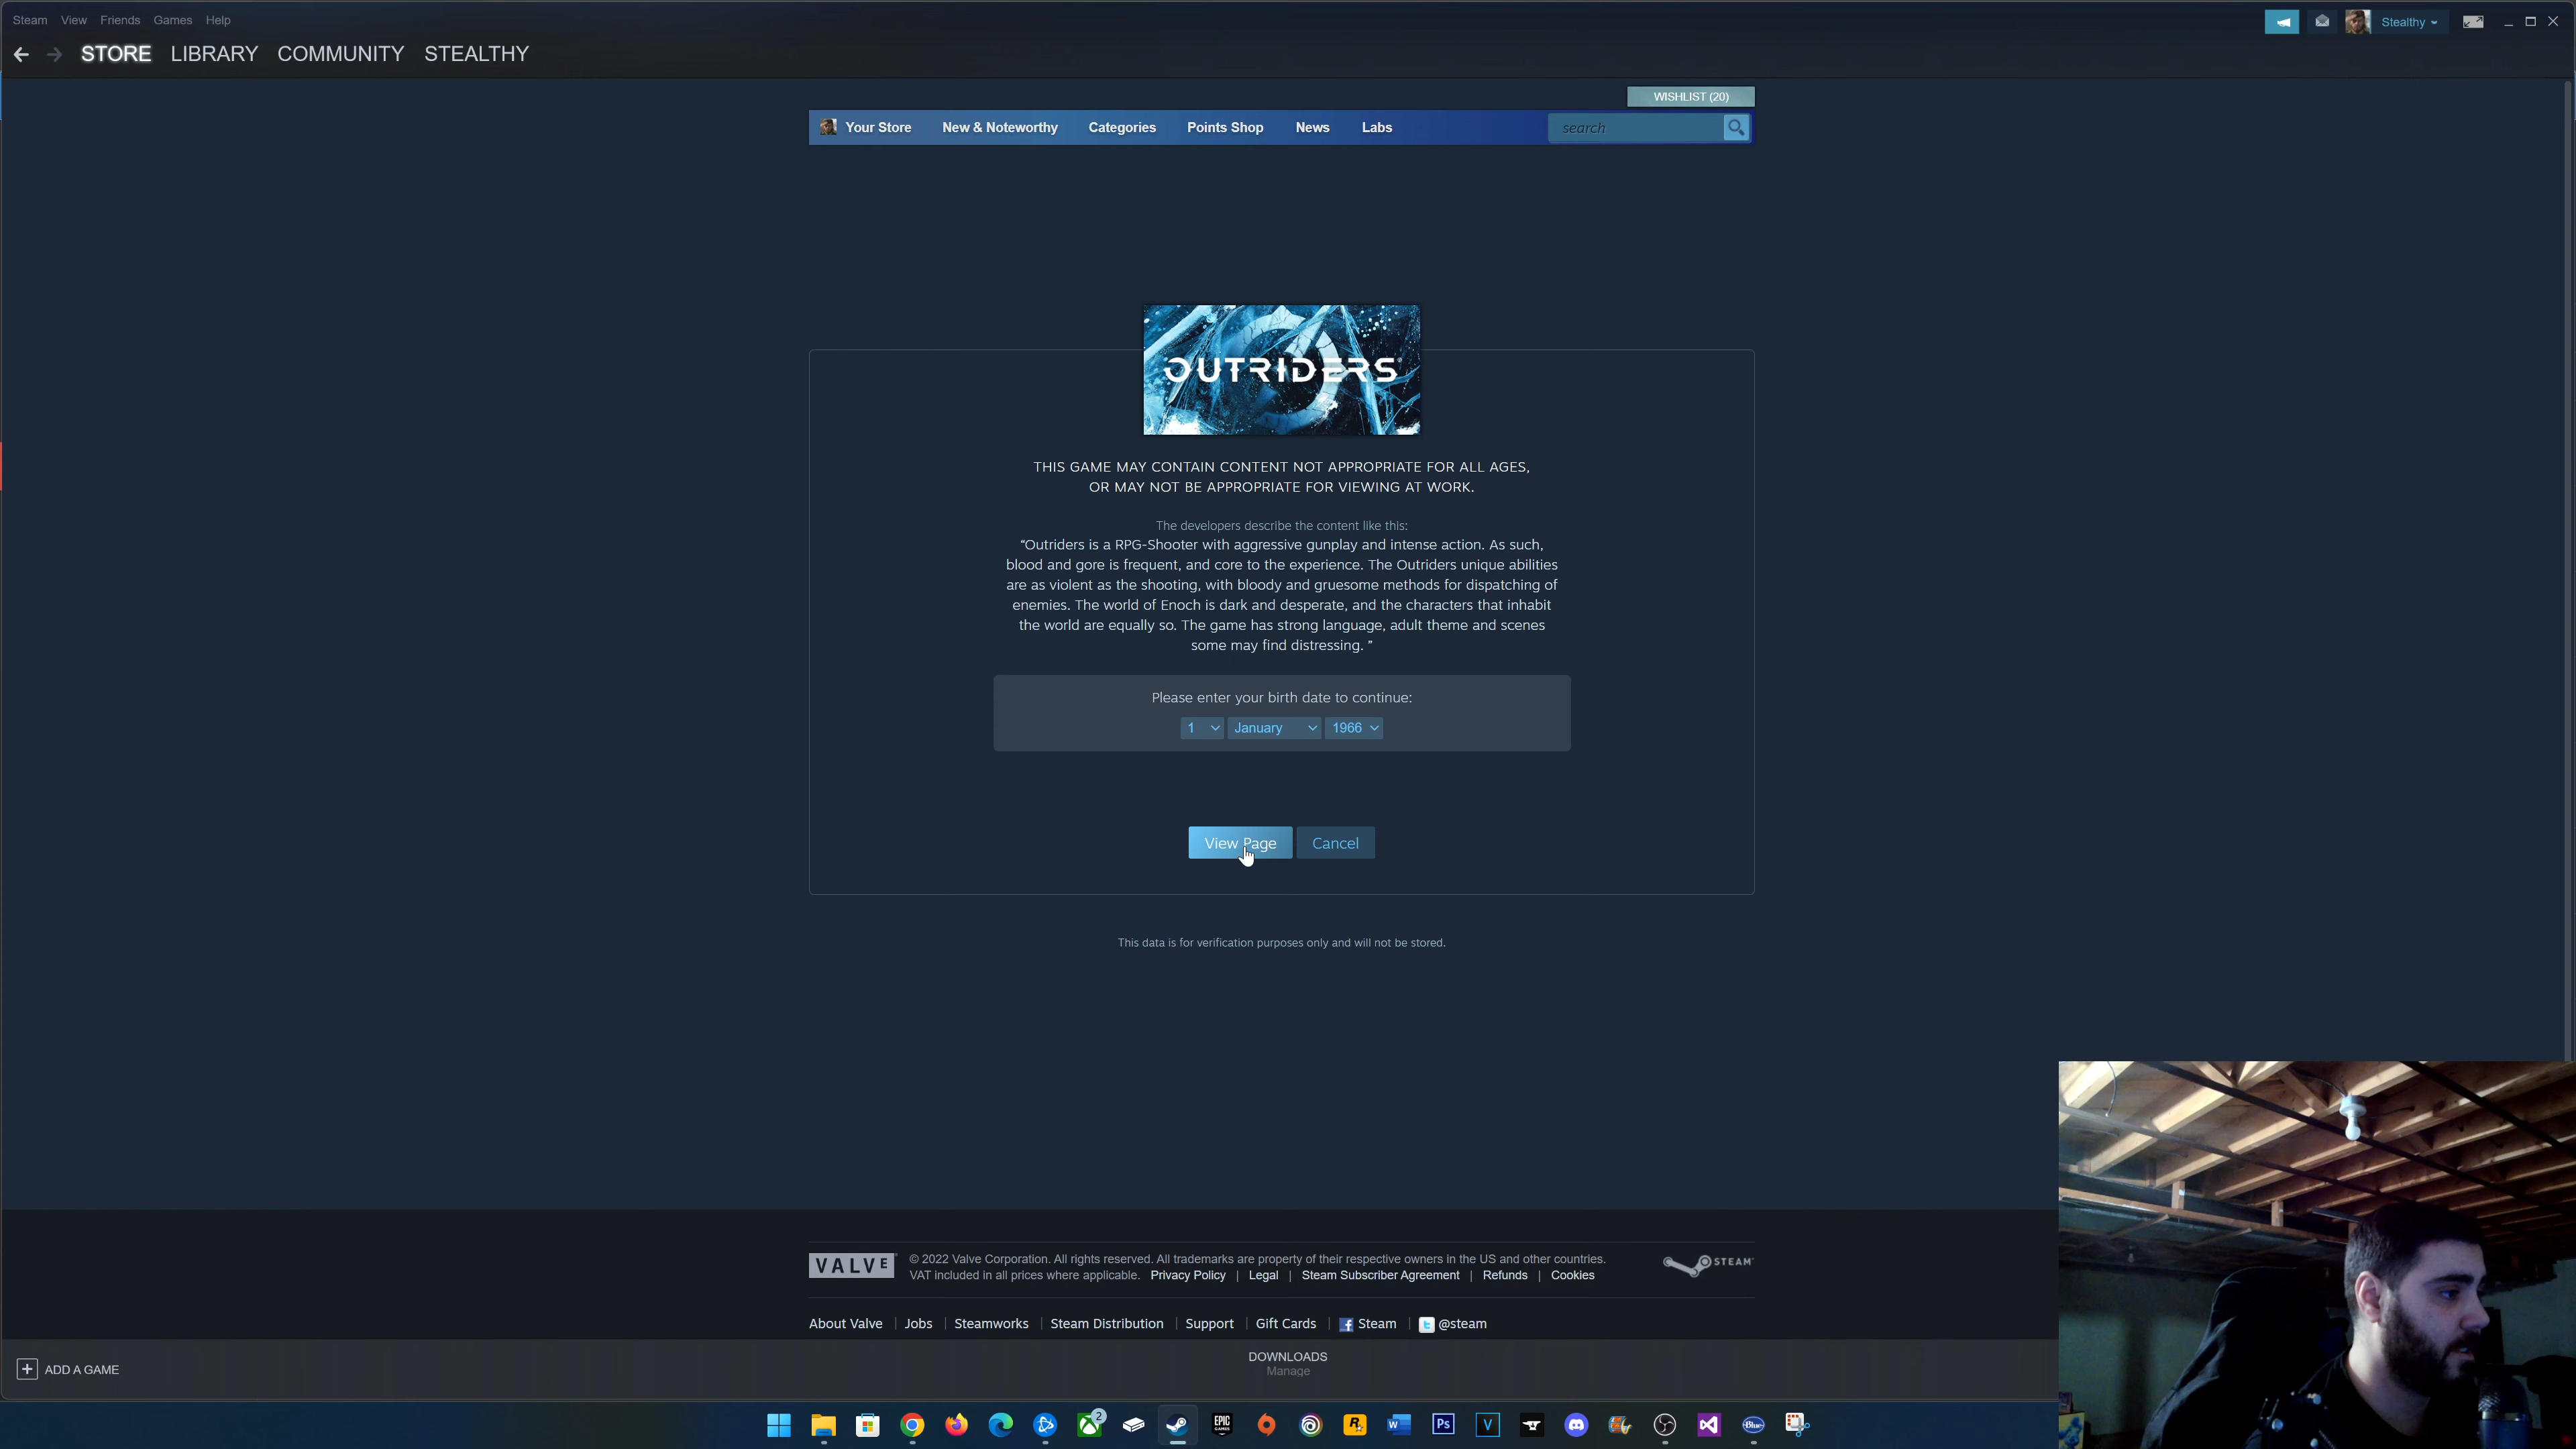 Steam View Friends Games Help
Stealthy
STORE LIBRARY COMMUNITY STEALTHY
WISHLIST (20)
Your Store New & Noteworthy Categories Points Shop News Labs search
OUTRIDERS
THIS GAME MAY CONTAIN CONTENT NOT APPROPRIATE FOR ALL AGES,
OR MAY NOT BE APPROPRIATE FOR VIEWING AT WORK.
The developers describe the content like this:
“Outriders is a RPG-Shooter with aggressive gunplay and intense action. As such,
blood and gore is frequent, and core to the experience. The Outriders unique abilities
are as violent as the shooting, with bloody and gruesome methods for dispatching of
enemies. The world of Enoch is dark and desperate, and the characters that inhabit
the world are equally so. The game has strong language, adult theme and scenes
some may find distressing. ”
Please enter your birth date to continue:
1 January 1966
View Page Cancel
This data is for verification purposes only and will not be stored.
VALVE © 2022 Valve Corporation. All rights reserved. All trademarks are property of their respective owners in the US and other countries.
VAT included in all prices where applicable. Privacy Policy | Legal | Steam Subscriber Agreement | Refunds | Cookies
STEAM
About Valve | Jobs | Steamworks | Steam Distribution | Support | Gift Cards | Steam | @steam
ADD A GAME
DOWNLOADS
Manage
2
EPIC GAMES R W Ps V Blue